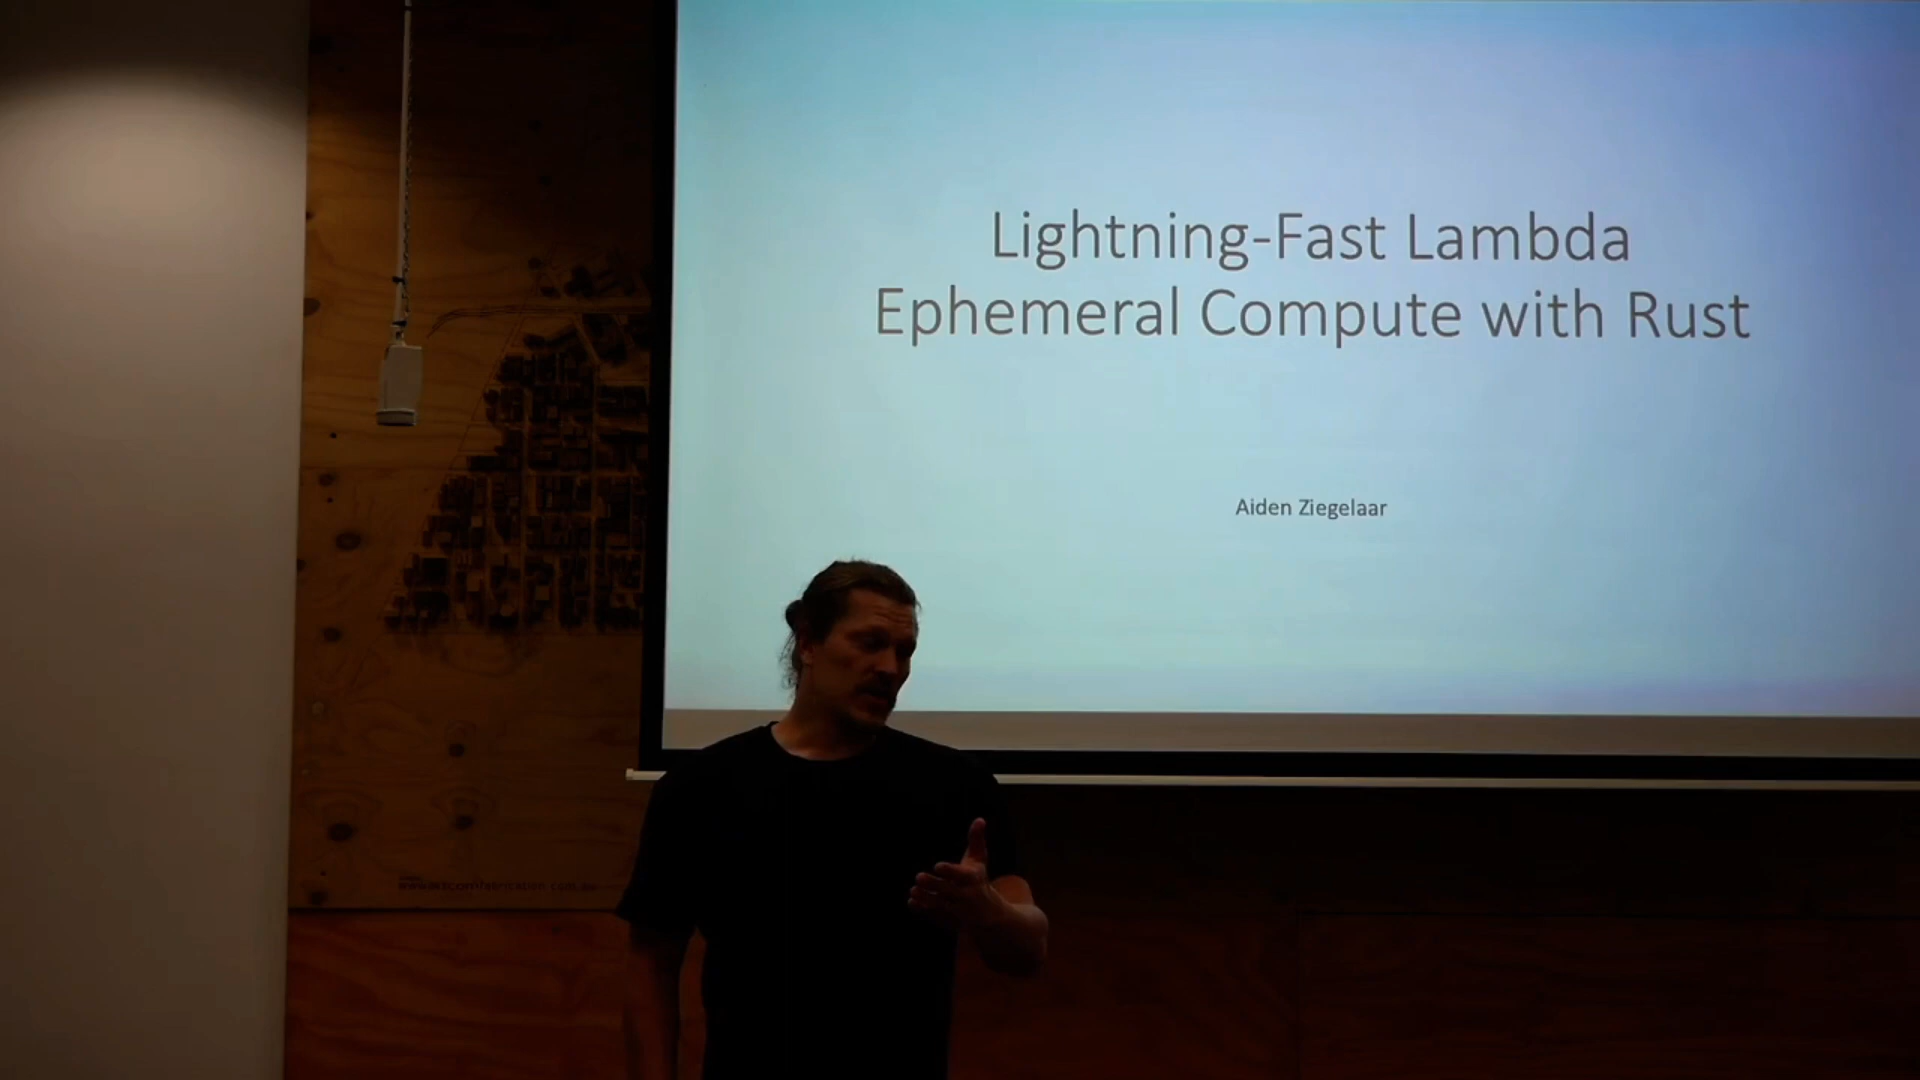 Lightning-Fast Lambda
Ephemeral Compute with Rust
Aiden Ziegelaar